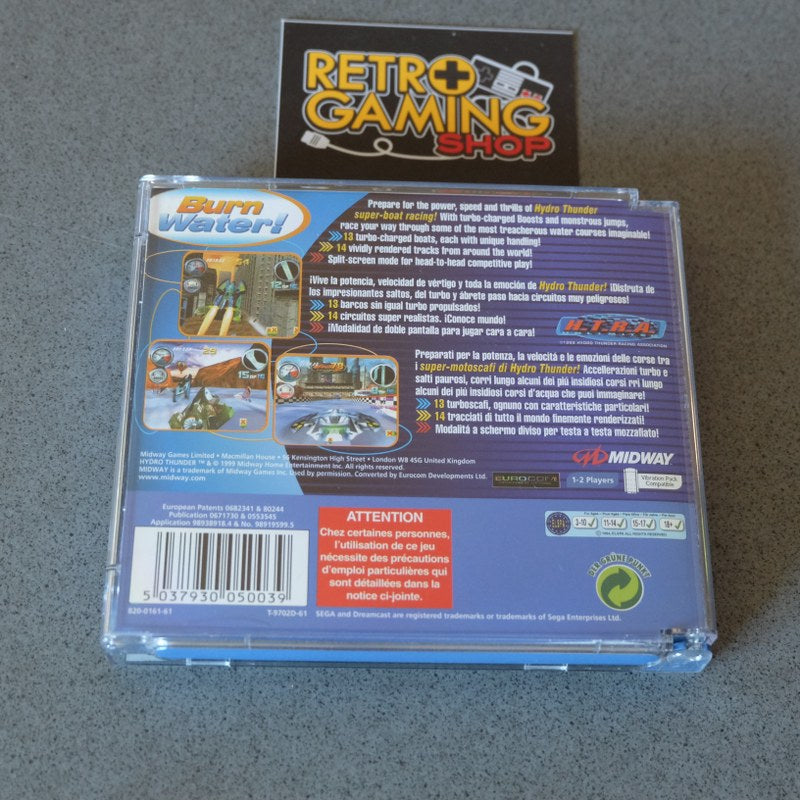 RETRO
GAMING
SHOP
Burn
Water!
Prepare for the power, speed and thrills of Hydro Thunder
super-boat racing! With turbo-charged Boosts and monstrous jumps,
race your way through some of the most treacherous water courses imaginable!
13 turbo-charged boats, each with unique handling!
14 vividly rendered tracks from around the world!
Split-screen mode for head-to-head competitive play!
¡Vive la potencia, velocidad de vértigo y toda la emoción de Hydro Thunder! ¡Disfruta de
los impresionantes saltos, del turbo y ábrete paso hacia circuitos muy peligrosos!
13 barcos sin igual turbo propulsados!
14 circuitos super realistas. ¡Conoce mundo!
¡Modalidad de doble pantalla para jugar cara a cara!
H.T.R.A.
©1998 HYDRO THUNDER RACING ASSOCIATION
Preparati per la potenza, la velocità e le emozioni delle corse tra
i super-motoscafi di Hydro Thunder! Accellerazioni turbo e
salti paurosi, corri lungo alcuni dei piú insidiosi corsi rri lungo
alcuni dei piú insidiosi corsi d'acqua che puoi immaginare!
13 turboscafi, ognuno con caratteristiche particolari!
14 tracciati di tutto il mondo finemente renderizzati!
Modalitá a schermo diviso per testa a testa mozzafiato!
Midway Games Limited • Macmillan House • 96 Kensington High Street • London W8 4SG United Kingdom
HYDRO THUNDER ™ & © 1999 Midway Home Entertainment Inc. All rights reserved.
MIDWAY is a trademark of Midway Games Inc. Used by permission. Converted by Eurocom Developments Ltd.
www.midway.com
MIDWAY
EUROCOM
1-2 Players
Vibration Pack
Compatible
European Patents 0682341 & 80244
Publication 0671730 & 0553545
Application 98938918.4 & No. 98919599.5
5 037930 050039
820-0161-61
T-9702D-61
ATTENTION
Chez certaines personnes,
l'utilisation de ce jeu
nécessite des précautions
d'emploi particulières qui
sont détaillées dans la
notice ci-jointe.
ELSPA
3-10 11-14 15-17 18+
DER GRÜNE PUNKT
SEGA and Dreamcast are registered trademarks or trademarks of Sega Enterprises Ltd.